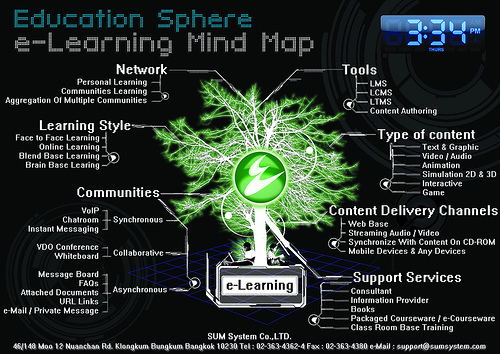 Education Sphere
e-Learning Mind Map
3:34 PM
THURS
Network
Personal Learning
Communities Learning
Aggregation Of Multiple Communities
Learning Style
Face to Face Learning
Online Learning
Blend Base Learning
Brain Base Learing
Communities
VoIP
Chatroom
Instant Messaging
Synchronous
VDO Conference
Whiteboard
Collaborative
Message Board
FAQs
Attached Documents
URL Links
e-Mail / Private Message
Asynchronous
Tools
LMS
LCMS
LTMS
Content Authoring
Type of content
Text & Graphic
Video / Audio
Animation
Simulation 2D & 3D
Interactive
Game
Content Delivery Channels
Web Base
Streaming Audio / Video
Synchronize With Content On CD-ROM
Mobile Devices & Any Devices
Support Services
Consultant
Information Provider
Books
Packaged Courseware / e-Courseware
Class Room Base Training
e-Learning
SUM System Co.,LTD.
46/148 Moo 12 Nuanchan Rd. Klongkum Bungkum Bangkok 10230 Tel : 02-363-4362-4 Fax : 02-363-4380 e-Mail : support@sumsystem.com